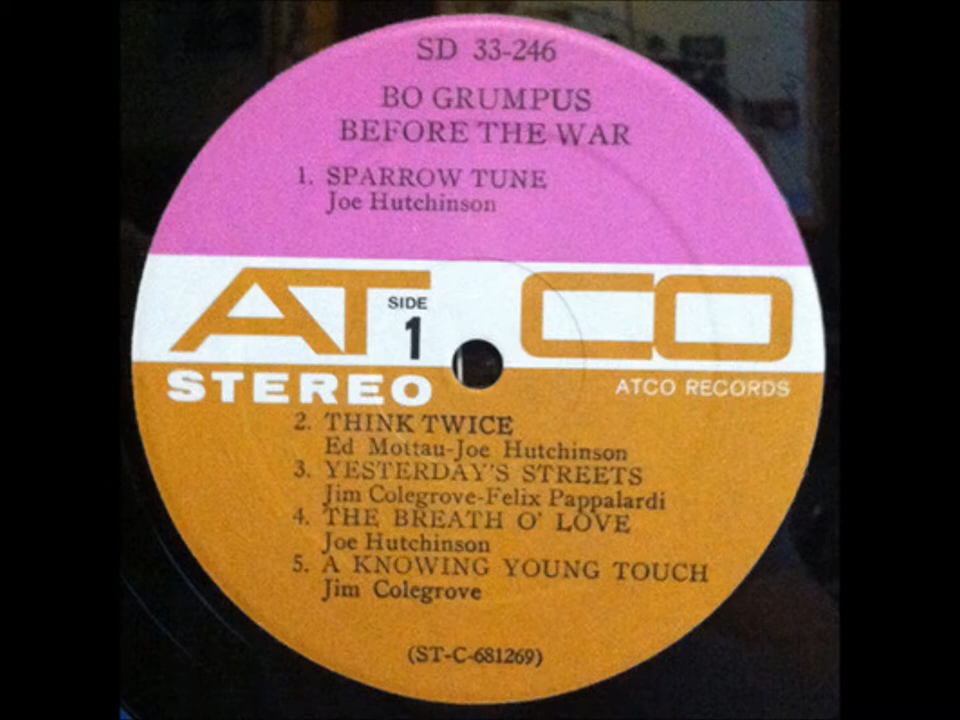 SD 33-246
BO GRUMPUS
BEFORE THE WAR
1. SPARROW TUNE
Joe Hutchinson
ATCO
SIDE
1
STEREO
ATCO RECORDS
2. THINK TWICE
Ed Mottau-Joe Hutchinson
3. YESTERDAY'S STREETS
Jim Colegrove-Felix Pappalardi
4. THE BREATH O' LOVE
Joe Hutchinson
5. A KNOWING YOUNG TOUCH
Jim Colegrove
(ST-C-681269)